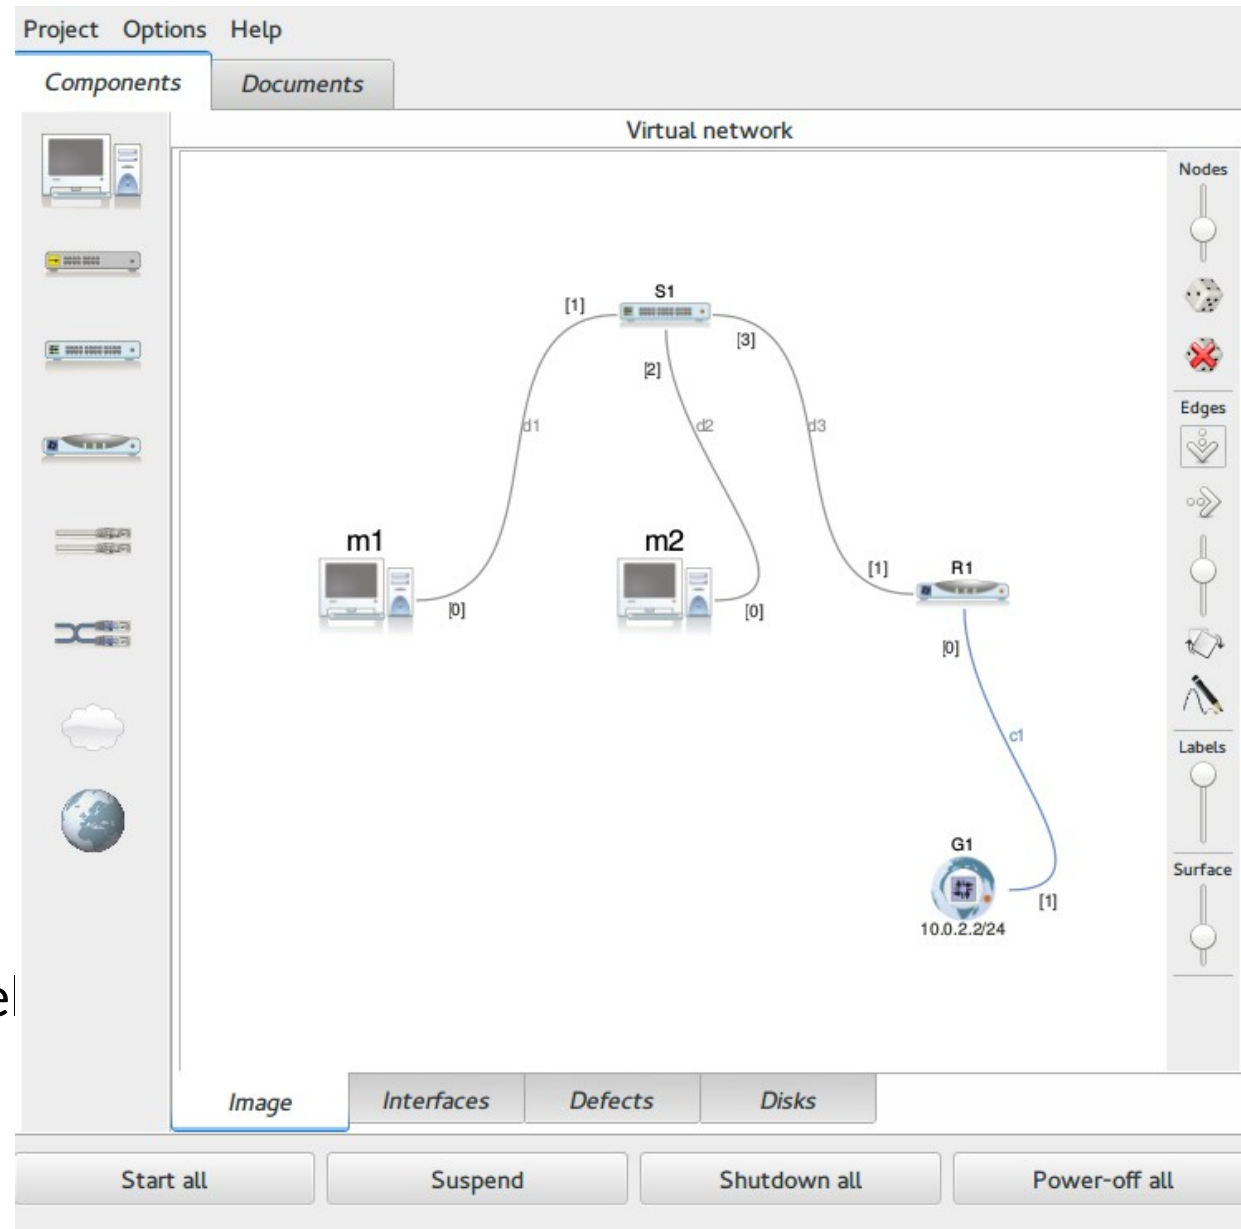 Project Options Help
Components Documents
Virtual network
Nodes
S1
[1]
[3]
[2]
Edges
d1 d2 d3
m1 m2
[1] R1
[0] [0]
[0]
c1
Labels
G1
Surface
[1]
10.0.2.2/24
el
Image Interfaces Defects Disks
Start all Suspend Shutdown all Power-off all